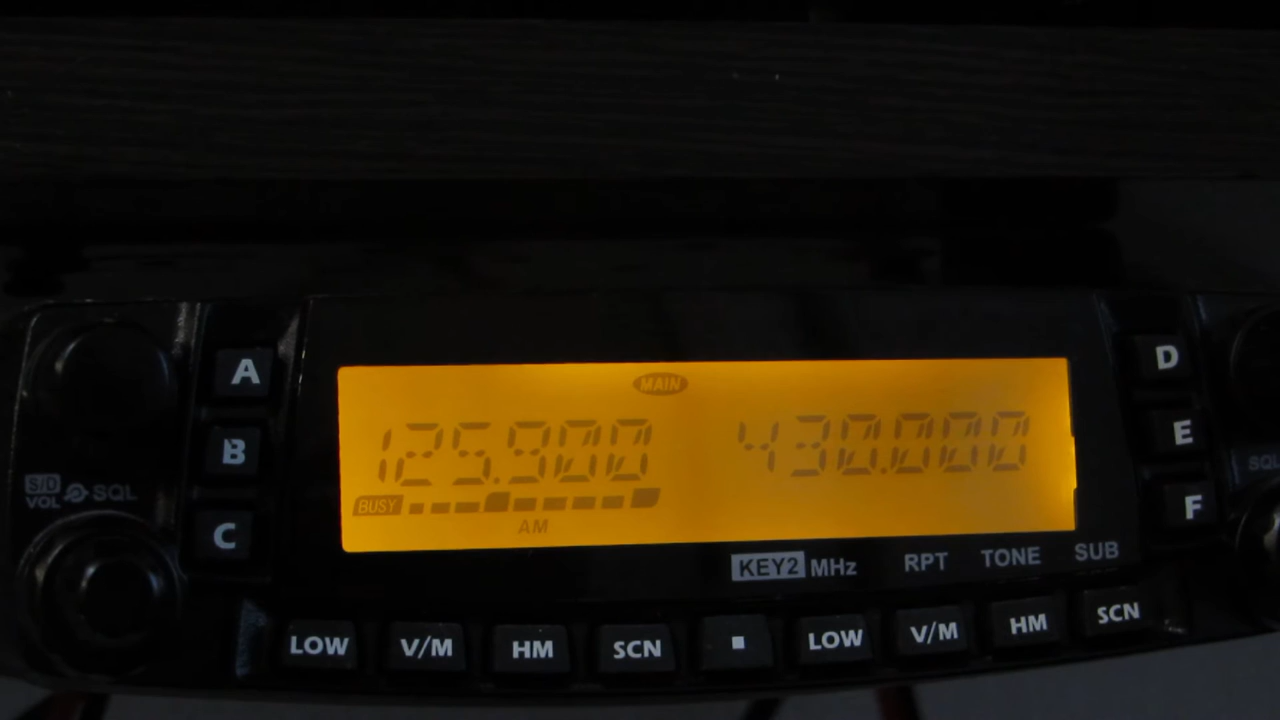 MAIN
A
D
125.900 430.000
B
E
S/D
VOL SQL
SQL
BUSY
F
AM
C
KEY2 MHz RPT TONE SUB
LOW V/M HM SCN LOW V/M HM SCN